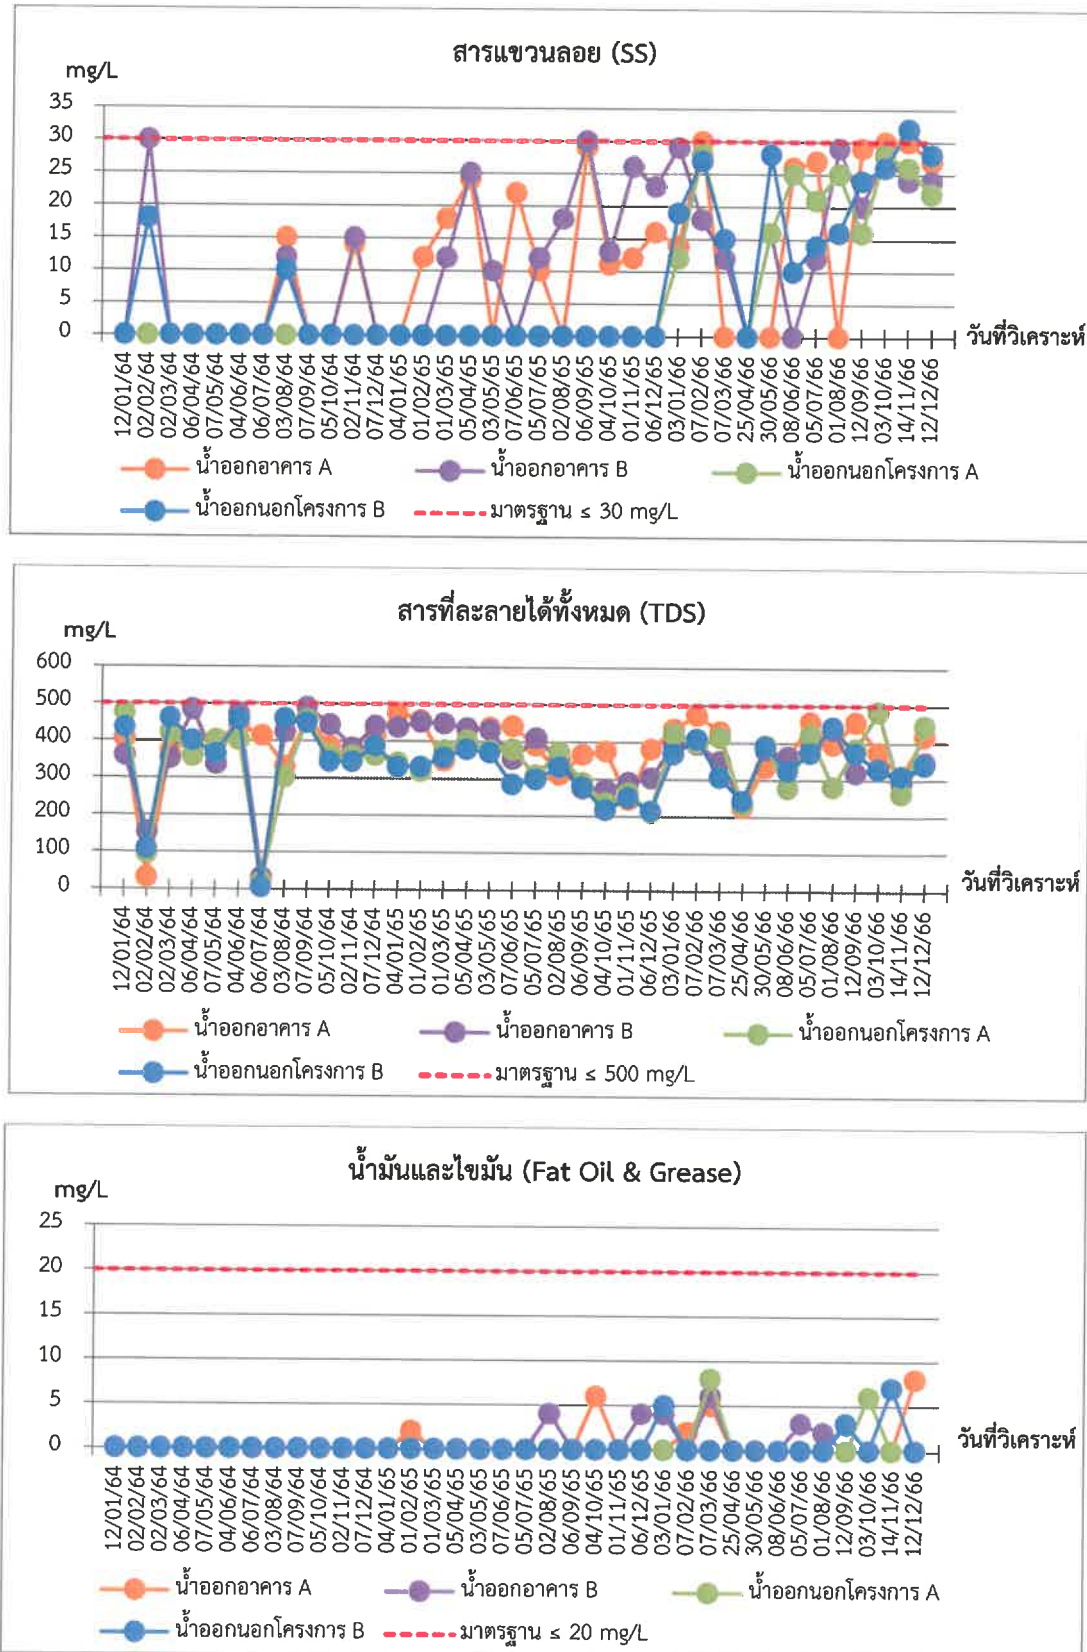 สารแขวนลอย (SS)
mg/L
35
30
25
20
15
10
5
0
วันที่วิเคราะห์
12/01/64 02/02/64 02/03/64 06/04/64 07/05/64 04/06/64 06/07/64 03/08/64 07/09/64 05/10/64 02/11/64 07/12/64 04/01/65 01/02/65 01/03/65 05/04/65 03/05/65 07/06/65 05/07/65 02/08/65 06/09/65 04/10/65 01/11/65 06/12/65 03/01/66 07/02/66 07/03/66 25/04/66 30/05/66 08/06/66 05/07/66 01/08/66 12/09/66 03/10/66 14/11/66 12/12/66
น้ำออกอาคาร A น้ำออกอาคาร B น้ำออกนอกโครงการ A
น้ำออกนอกโครงการ B มาตรฐาน ≤ 30 mg/L
สารที่ละลายได้ทั้งหมด (TDS)
mg/L
600
500
400
300
200
100
0
วันที่วิเคราะห์
12/01/64 02/02/64 02/03/64 06/04/64 07/05/64 04/06/64 06/07/64 03/08/64 07/09/64 05/10/64 02/11/64 07/12/64 04/01/65 01/02/65 01/03/65 05/04/65 03/05/65 07/06/65 05/07/65 02/08/65 06/09/65 04/10/65 01/11/65 06/12/65 03/01/66 07/02/66 07/03/66 25/04/66 30/05/66 08/06/66 05/07/66 01/08/66 12/09/66 03/10/66 14/11/66 12/12/66
น้ำออกอาคาร A น้ำออกอาคาร B น้ำออกนอกโครงการ A
น้ำออกนอกโครงการ B มาตรฐาน ≤ 500 mg/L
น้ำมันและไขมัน (Fat Oil & Grease)
mg/L
25
20
15
10
5
0
วันที่วิเคราะห์
12/01/64 02/02/64 02/03/64 06/04/64 07/05/64 04/06/64 06/07/64 03/08/64 07/09/64 05/10/64 02/11/64 07/12/64 04/01/65 01/02/65 01/03/65 05/04/65 03/05/65 07/06/65 05/07/65 02/08/65 06/09/65 04/10/65 01/11/65 06/12/65 03/01/66 07/02/66 07/03/66 25/04/66 30/05/66 08/06/66 05/07/66 01/08/66 12/09/66 03/10/66 14/11/66 12/12/66
น้ำออกอาคาร A น้ำออกอาคาร B น้ำออกนอกโครงการ A
น้ำออกนอกโครงการ B มาตรฐาน ≤ 20 mg/L